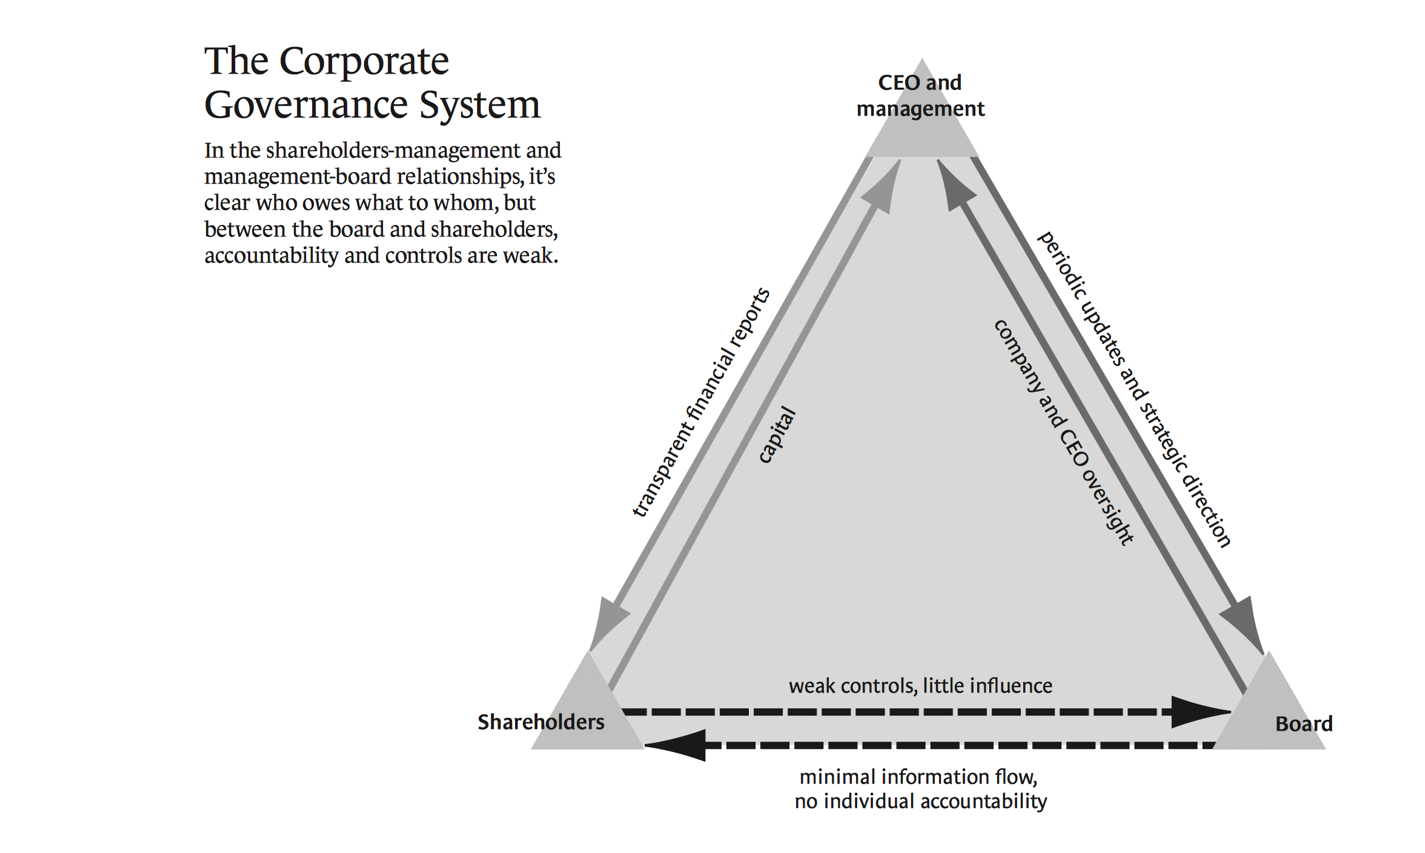 The Corporate
Governance System
In the shareholders-management and
management-board relationships, it’s
clear who owes what to whom, but
between the board and shareholders,
accountability and controls are weak.
CEO and
management
transparent financial reports
capital
company and CEO oversight
periodic updates and strategic direction
weak controls, little influence
Shareholders
Board
minimal information flow,
no individual accountability